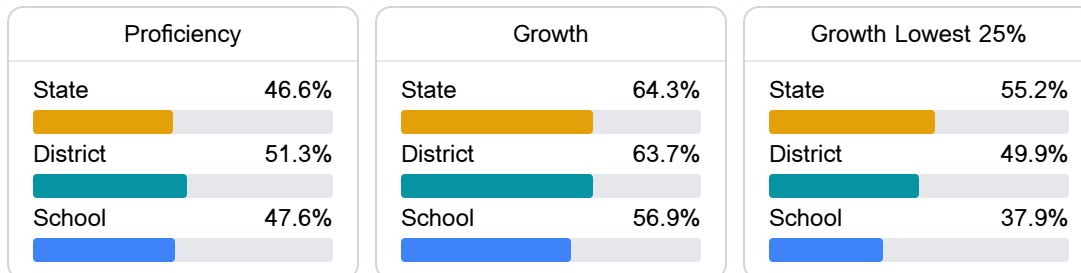 Proficiency
State 46.6%
District 51.3%
School 47.6%
Growth
State 64.3%
District 63.7%
School 56.9%
Growth Lowest 25%
State 55.2%
District 49.9%
School 37.9%